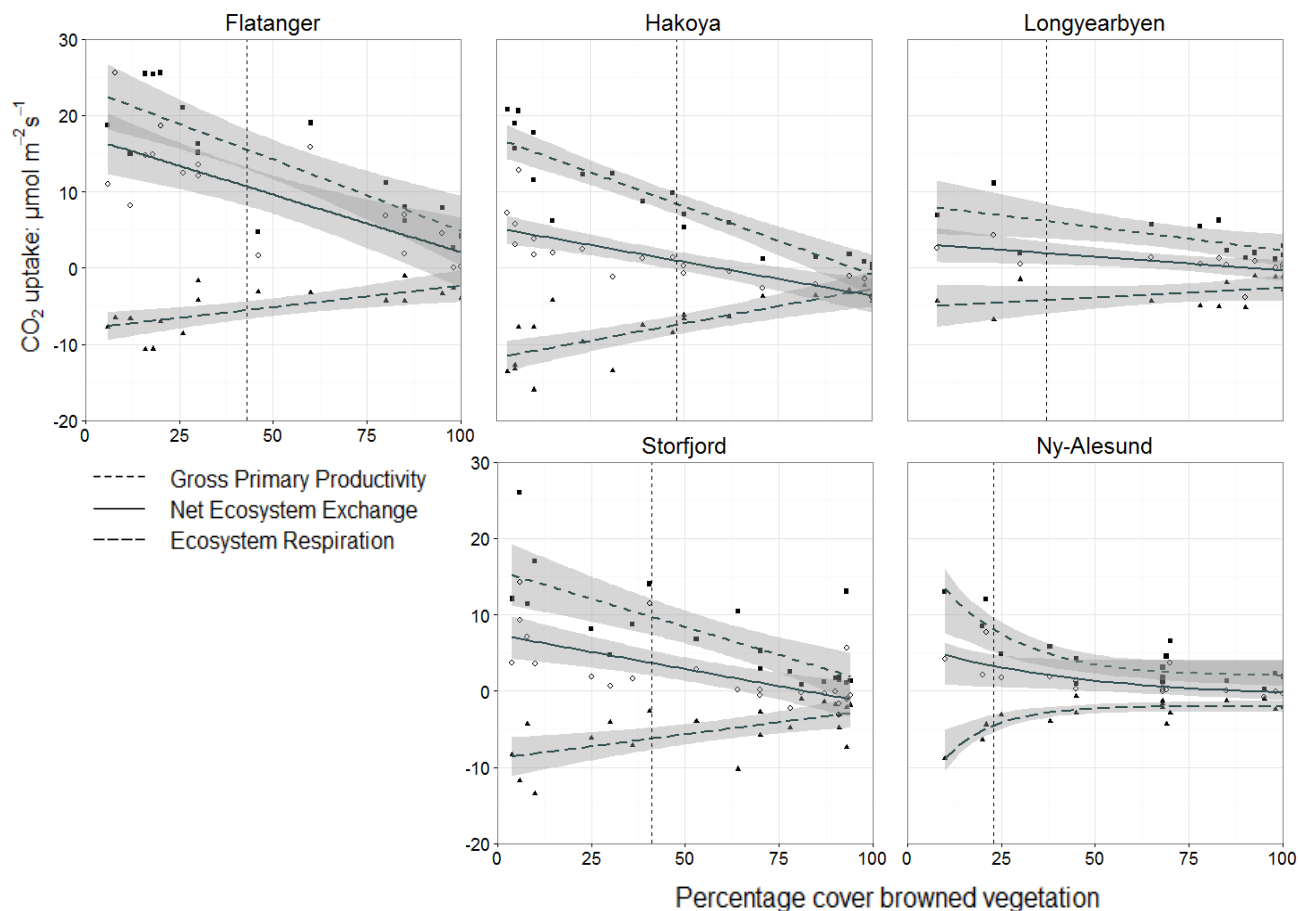 Flatanger Hakoya Longyearbyen
30
20
10
0
-10
-20
CO₂ uptake: μmol m⁻² s⁻¹
0 25 50 75 100
Gross Primary Productivity
Net Ecosystem Exchange
Ecosystem Respiration
Storfjord Ny-Alesund
30
20
10
0
-10
-20
0 25 50 75 100 0 25 50 75 100
Percentage cover browned vegetation